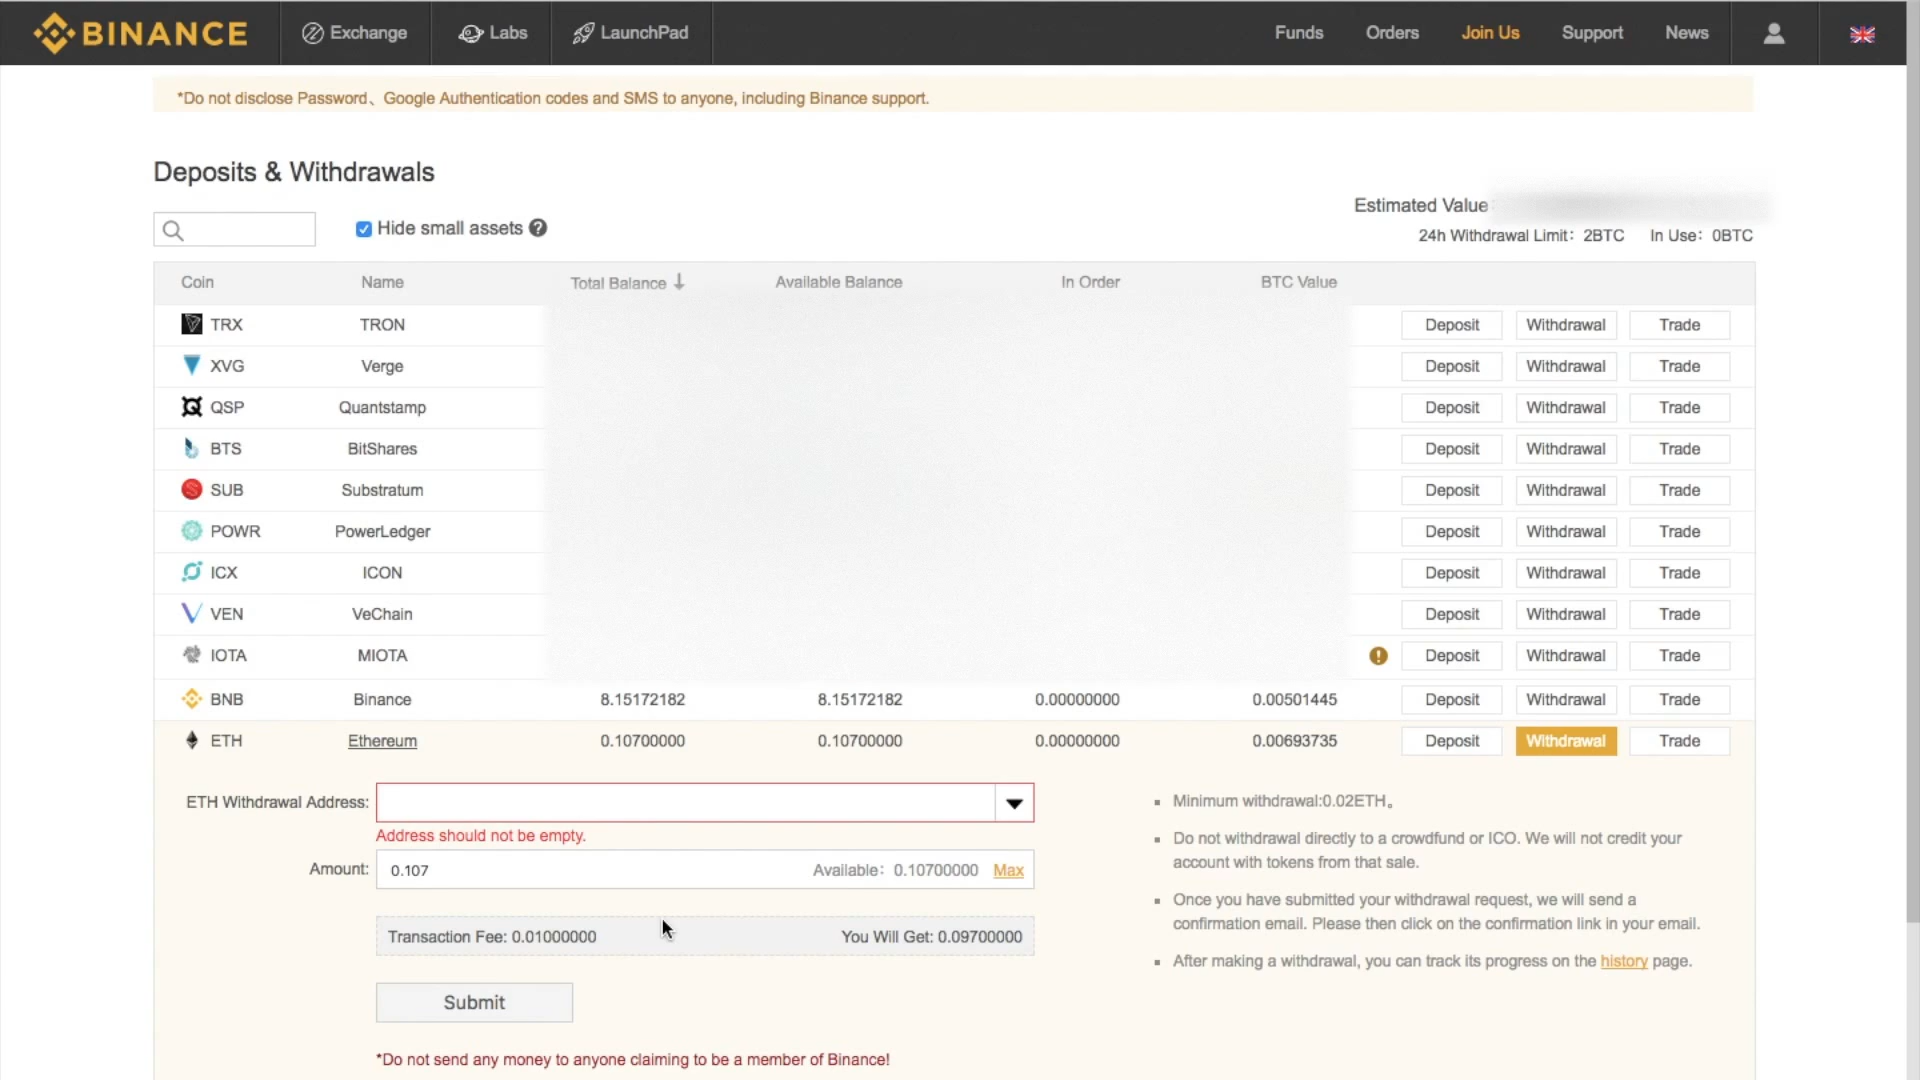 BINANCE Exchange Labs LaunchPad Funds Orders Join Us Support News
*Do not disclose Password、Google Authentication codes and SMS to anyone, including Binance support.
Deposits & Withdrawals
Estimated Value:
Hide small assets ?
24h Withdrawal Limit： 2BTC In Use： 0BTC
Coin Name Total Balance Available Balance In Order BTC Value
TRX TRON Deposit Withdrawal Trade
XVG Verge Deposit Withdrawal Trade
QSP Quantstamp Deposit Withdrawal Trade
BTS BitShares Deposit Withdrawal Trade
SUB Substratum Deposit Withdrawal Trade
POWR PowerLedger Deposit Withdrawal Trade
ICX ICON Deposit Withdrawal Trade
VEN VeChain Deposit Withdrawal Trade
IOTA MIOTA ! Deposit Withdrawal Trade
BNB Binance 8.15172182 8.15172182 0.00000000 0.00501445 Deposit Withdrawal Trade
ETH Ethereum 0.10700000 0.10700000 0.00000000 0.00693735 Deposit Withdrawal Trade
ETH Withdrawal Address:
Address should not be empty.
Amount: 0.107 Available： 0.10700000 Max
Transaction Fee: 0.01000000 You Will Get: 0.09700000
Submit
*Do not send any money to anyone claiming to be a member of Binance!
Minimum withdrawal:0.02ETH。
Do not withdrawal directly to a crowdfund or ICO. We will not credit your
account with tokens from that sale.
Once you have submitted your withdrawal request, we will send a
confirmation email. Please then click on the confirmation link in your email.
After making a withdrawal, you can track its progress on the history page.